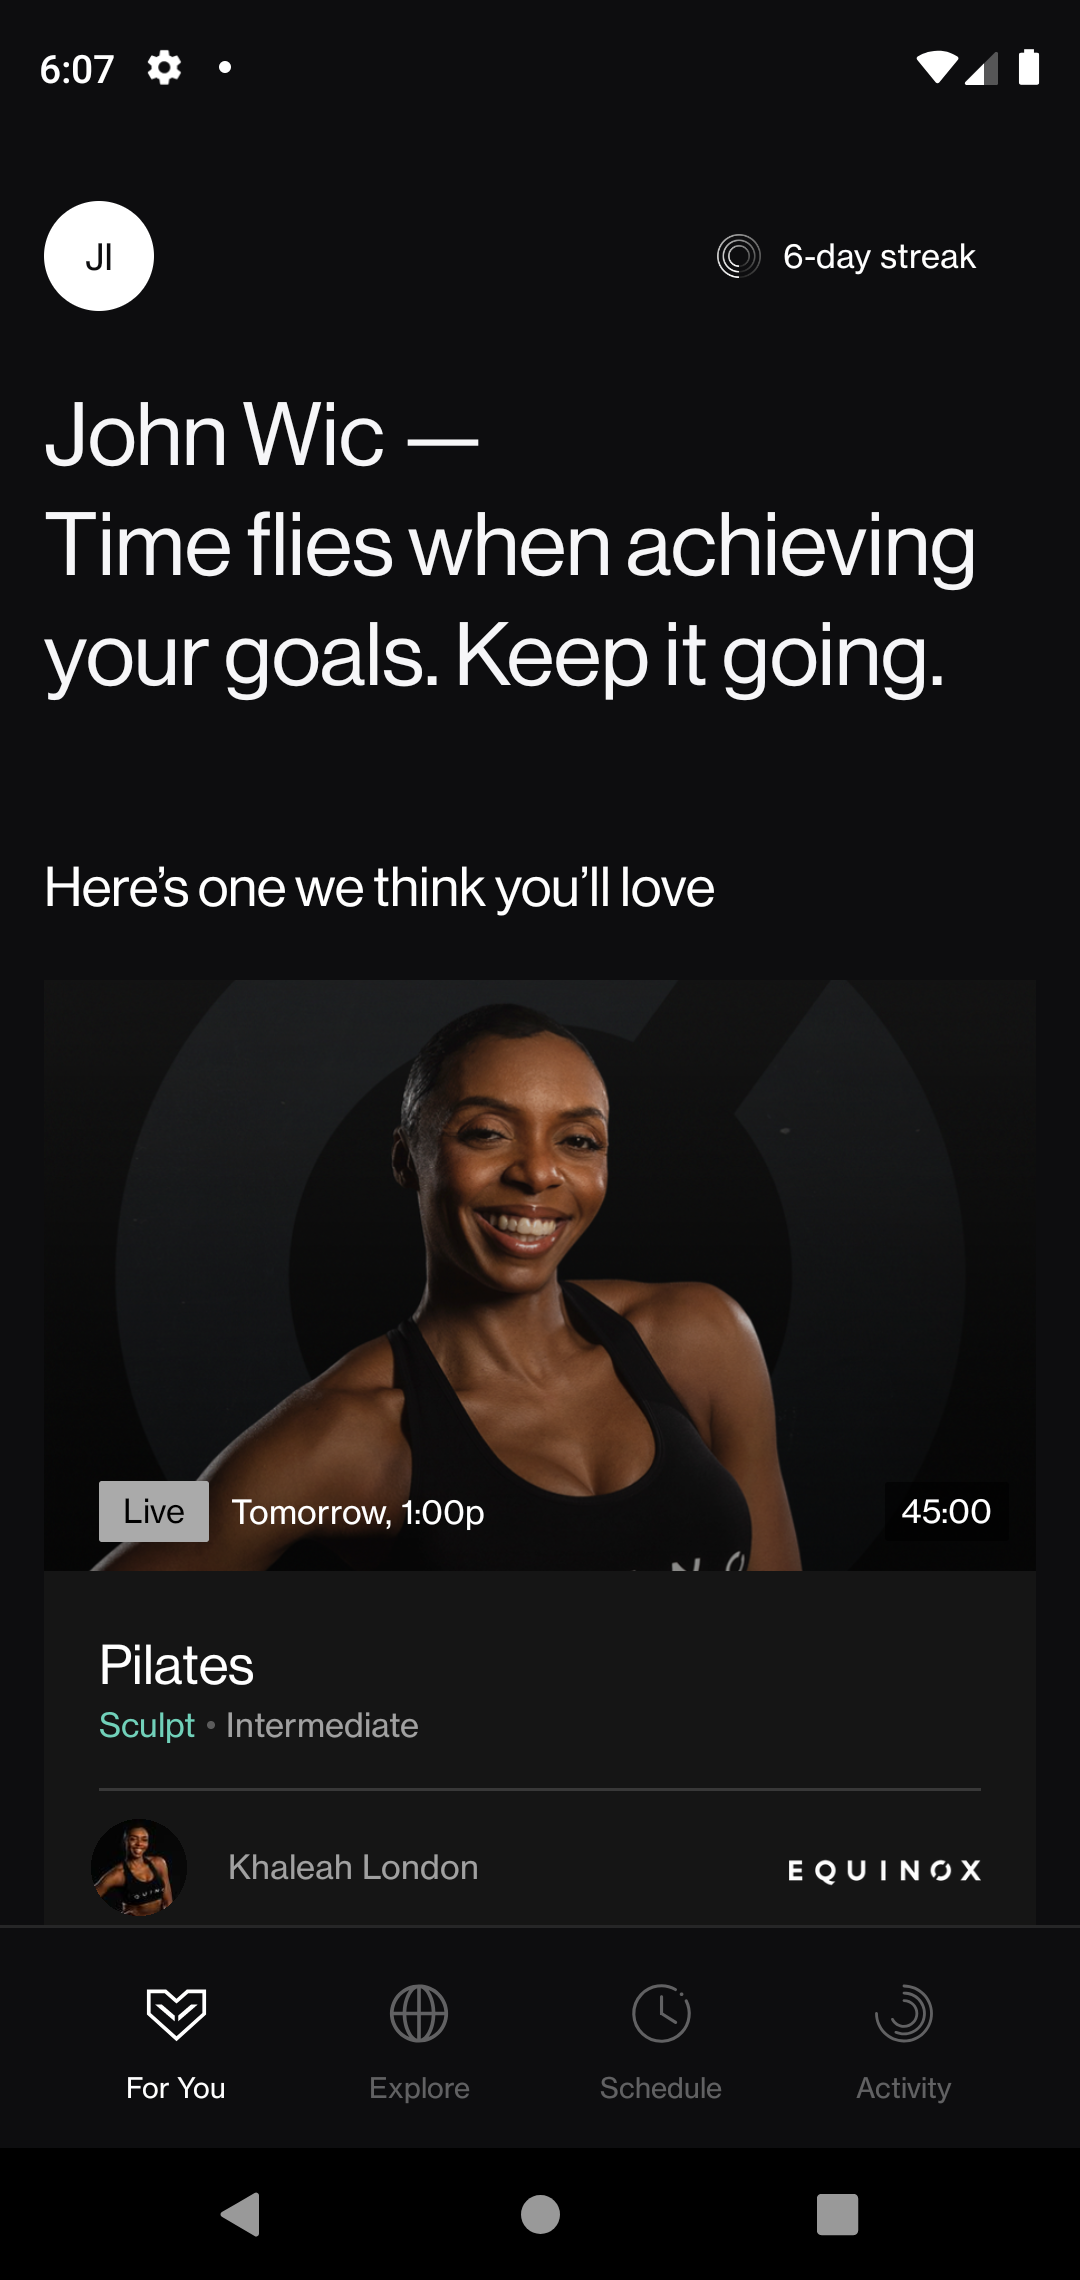 6:07
JI
6-day streak
John Wic —
Time flies when achieving
your goals. Keep it going.
Here's one we think you'll love
Live Tomorrow, 1:00p
45:00
Pilates
Sculpt • Intermediate
Khaleah London
EQUINOX
For You
Explore
Schedule
Activity